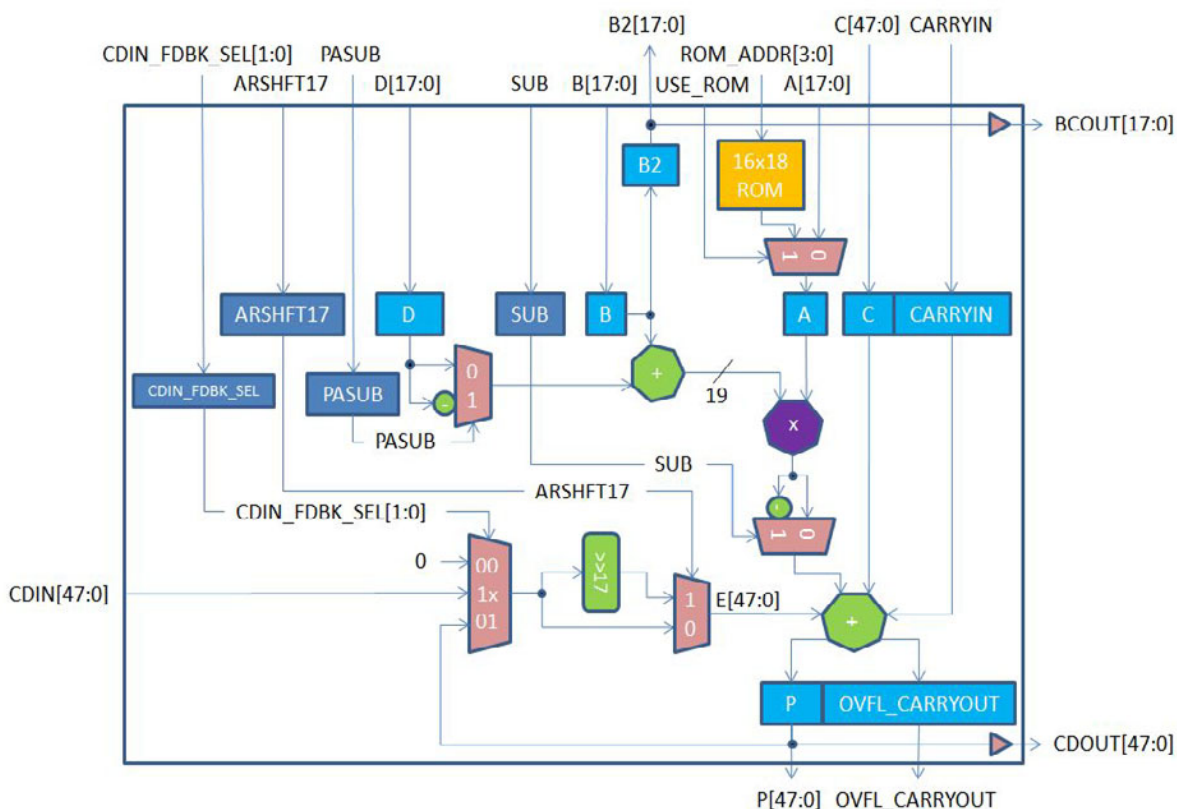 B2[17:0]
C[47:0] CARRYIN
CDIN_FDBK_SEL[1:0] PASUB
ROM_ADDR[3:0]
ARSHFT17
D[17:0]
SUB
B[17:0]
USE_ROM
A[17:0]
BCOUT[17:0]
B2
16x18
ROM
1 0
ARSHFT17
D
SUB
B
A
C
CARRYIN
0
1
+
19
CDIN_FDBK_SEL
PASUB
-
x
PASUB
SUB
ARSHFT17
-
CDIN_FDBK_SEL[1:0]
1 0
0
00
1x
01
>>17
CDIN[47:0]
1
0
E[47:0]
+
P
OVFL_CARRYOUT
CDOUT[47:0]
P[47:0] OVFL_CARRYOUT